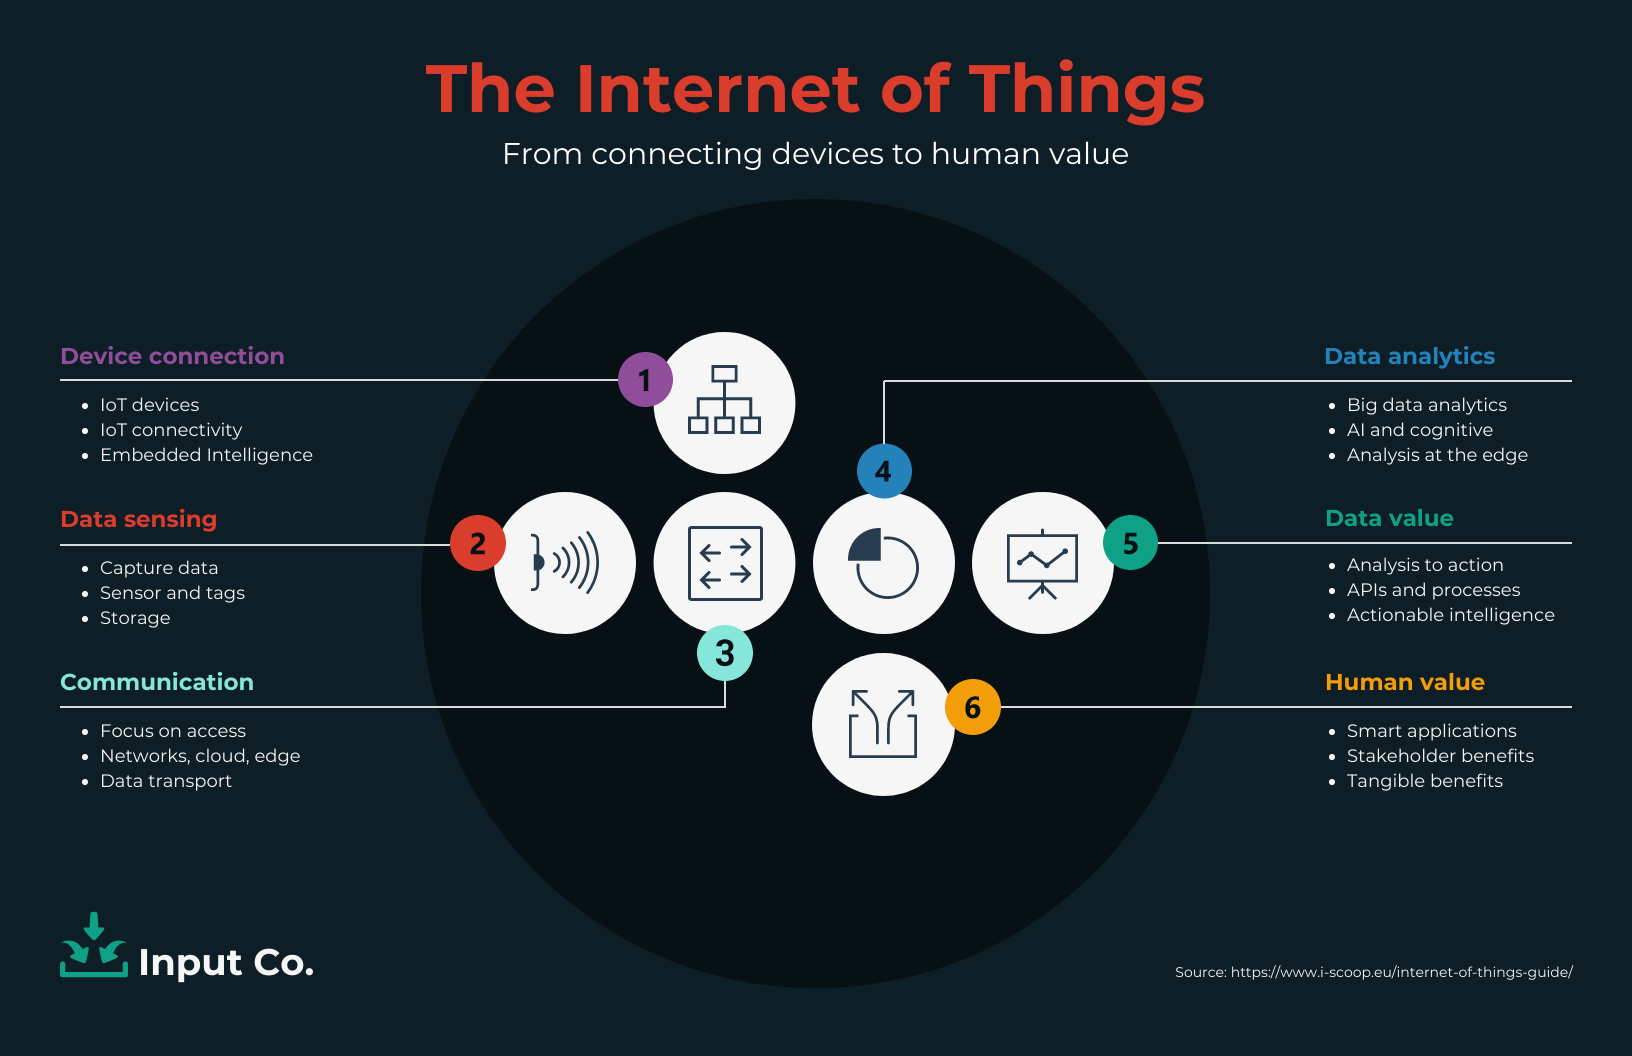 The Internet of Things
From connecting devices to human value
Device connection
1
IoT devices
IoT connectivity
Embedded Intelligence
Data sensing
2
Capture data
Sensor and tags
Storage
Communication
3
Focus on access
Networks, cloud, edge
Data transport
Data analytics
4
Big data analytics
AI and cognitive
Analysis at the edge
Data value
5
Analysis to action
APIs and processes
Actionable intelligence
Human value
6
Smart applications
Stakeholder benefits
Tangible benefits
Input Co.
Source: https://www.i-scoop.eu/internet-of-things-guide/